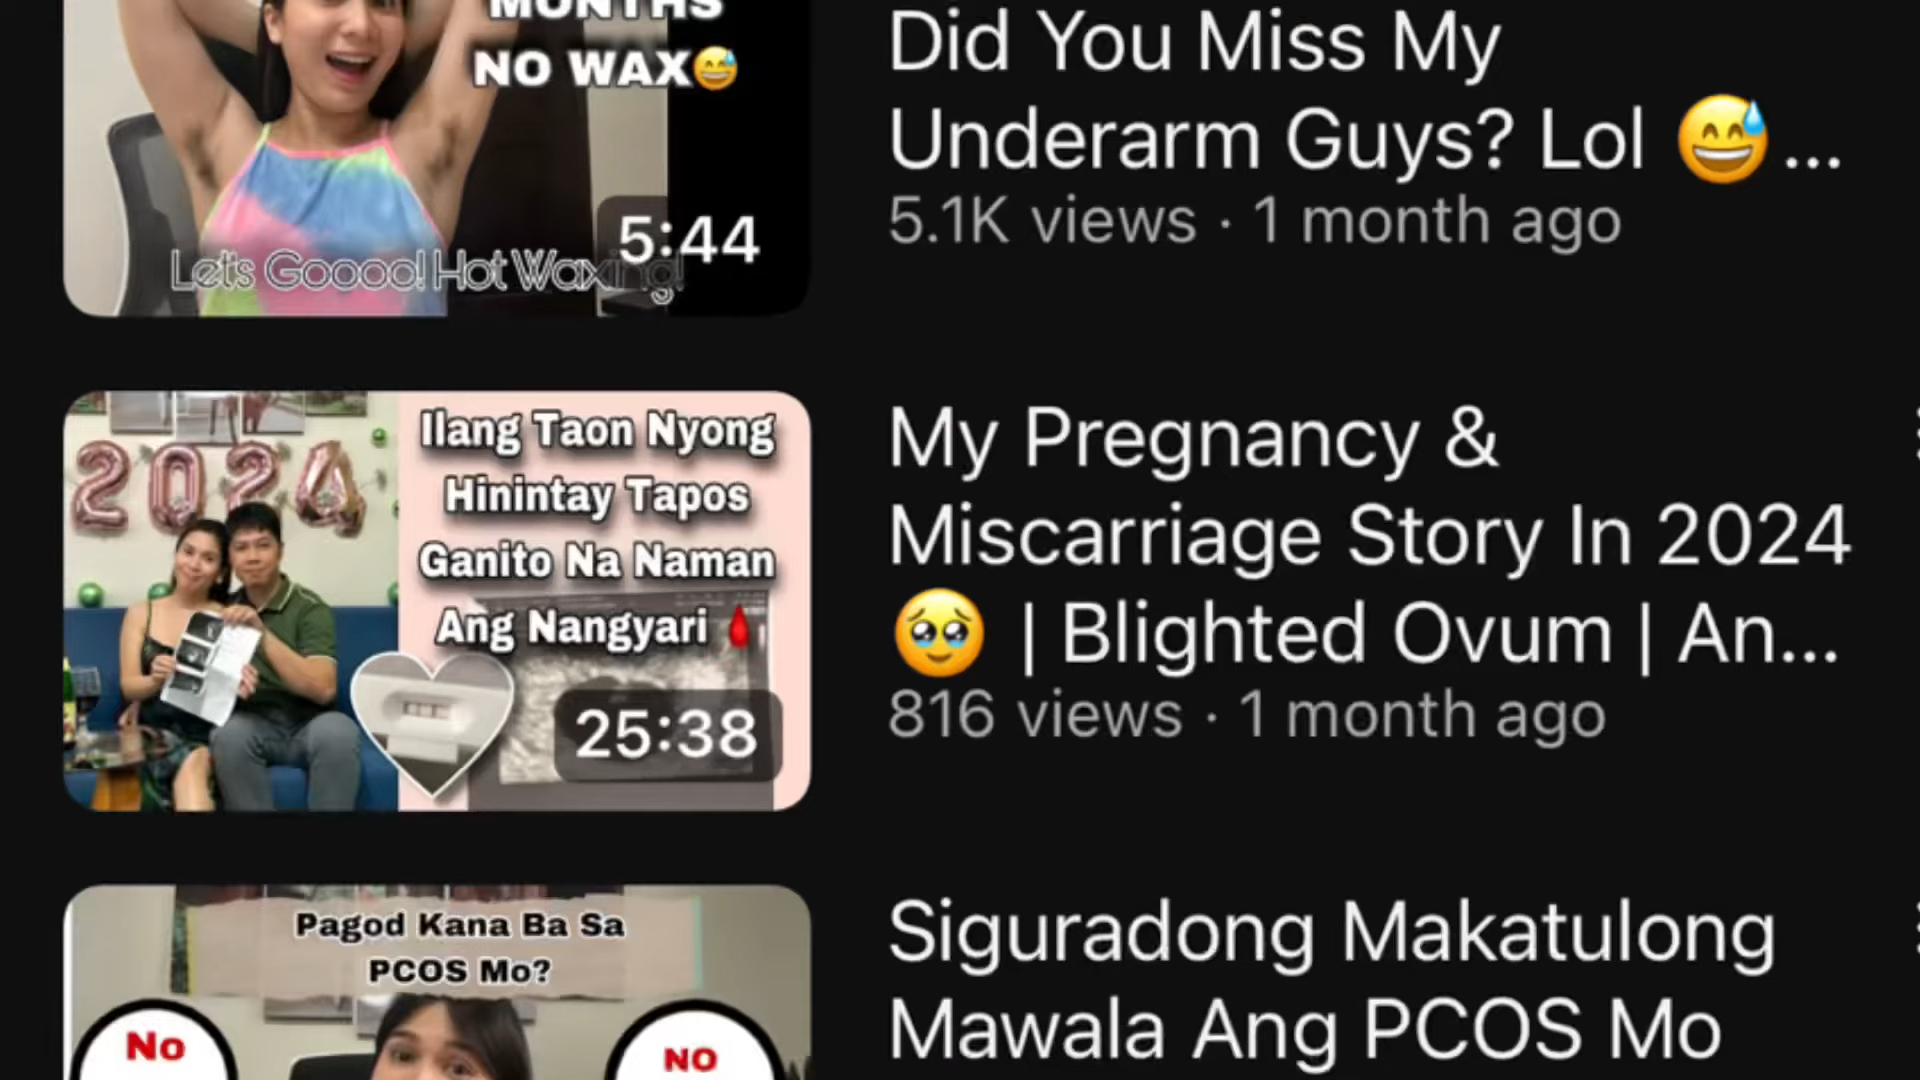 MONTHS
NO WAX😅
Let's Goooo! Hot Waxing!
5:44
Did You Miss My
Underarm Guys? Lol 😅...
5.1K views · 1 month ago
2024
Ilang Taon Nyong
Hinintay Tapos
Ganito Na Naman
Ang Nangyari 🩸
25:38
My Pregnancy &
Miscarriage Story In 2024
🥹 | Blighted Ovum | An...
816 views · 1 month ago
Pagod Kana Ba Sa
PCOS Mo?
No
NO
Siguradong Makatulong
Mawala Ang PCOS Mo